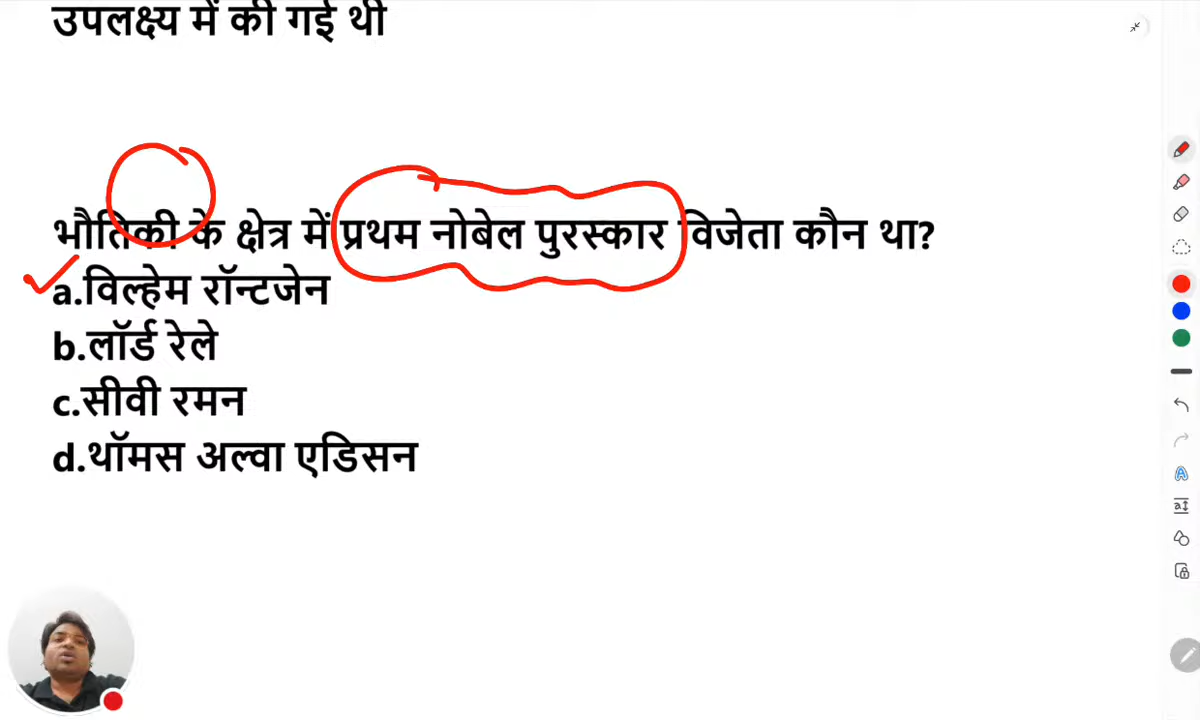 उपलक्ष्य में की गई थी
भौतिकी के क्षेत्र में प्रथम नोबेल पुरस्कार विजेता कौन था?
a.विल्हेम रॉन्टजेन
b.लॉर्ड रेले
c.सीवी रमन
d.थॉमस अल्वा एडिसन